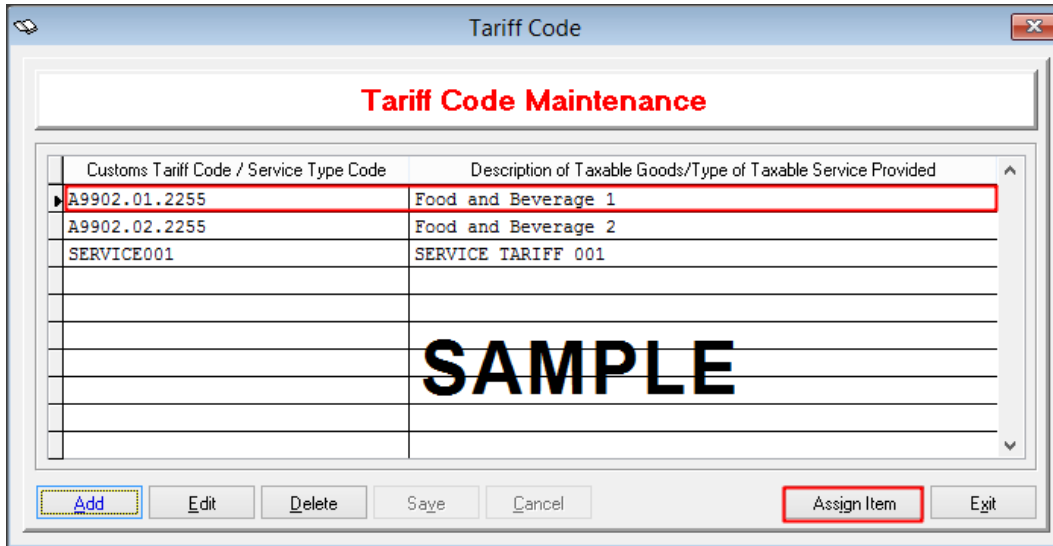 Tariff Code
Tariff Code Maintenance
Customs Tariff Code / Service Type Code Description of Taxable Goods/Type of Taxable Service Provided
A9902.01.2255 Food and Beverage 1
A9902.02.2255 Food and Beverage 2
SERVICE001 SERVICE TARIFF 001
SAMPLE
Add Edit Delete Save Cancel Assign Item Exit